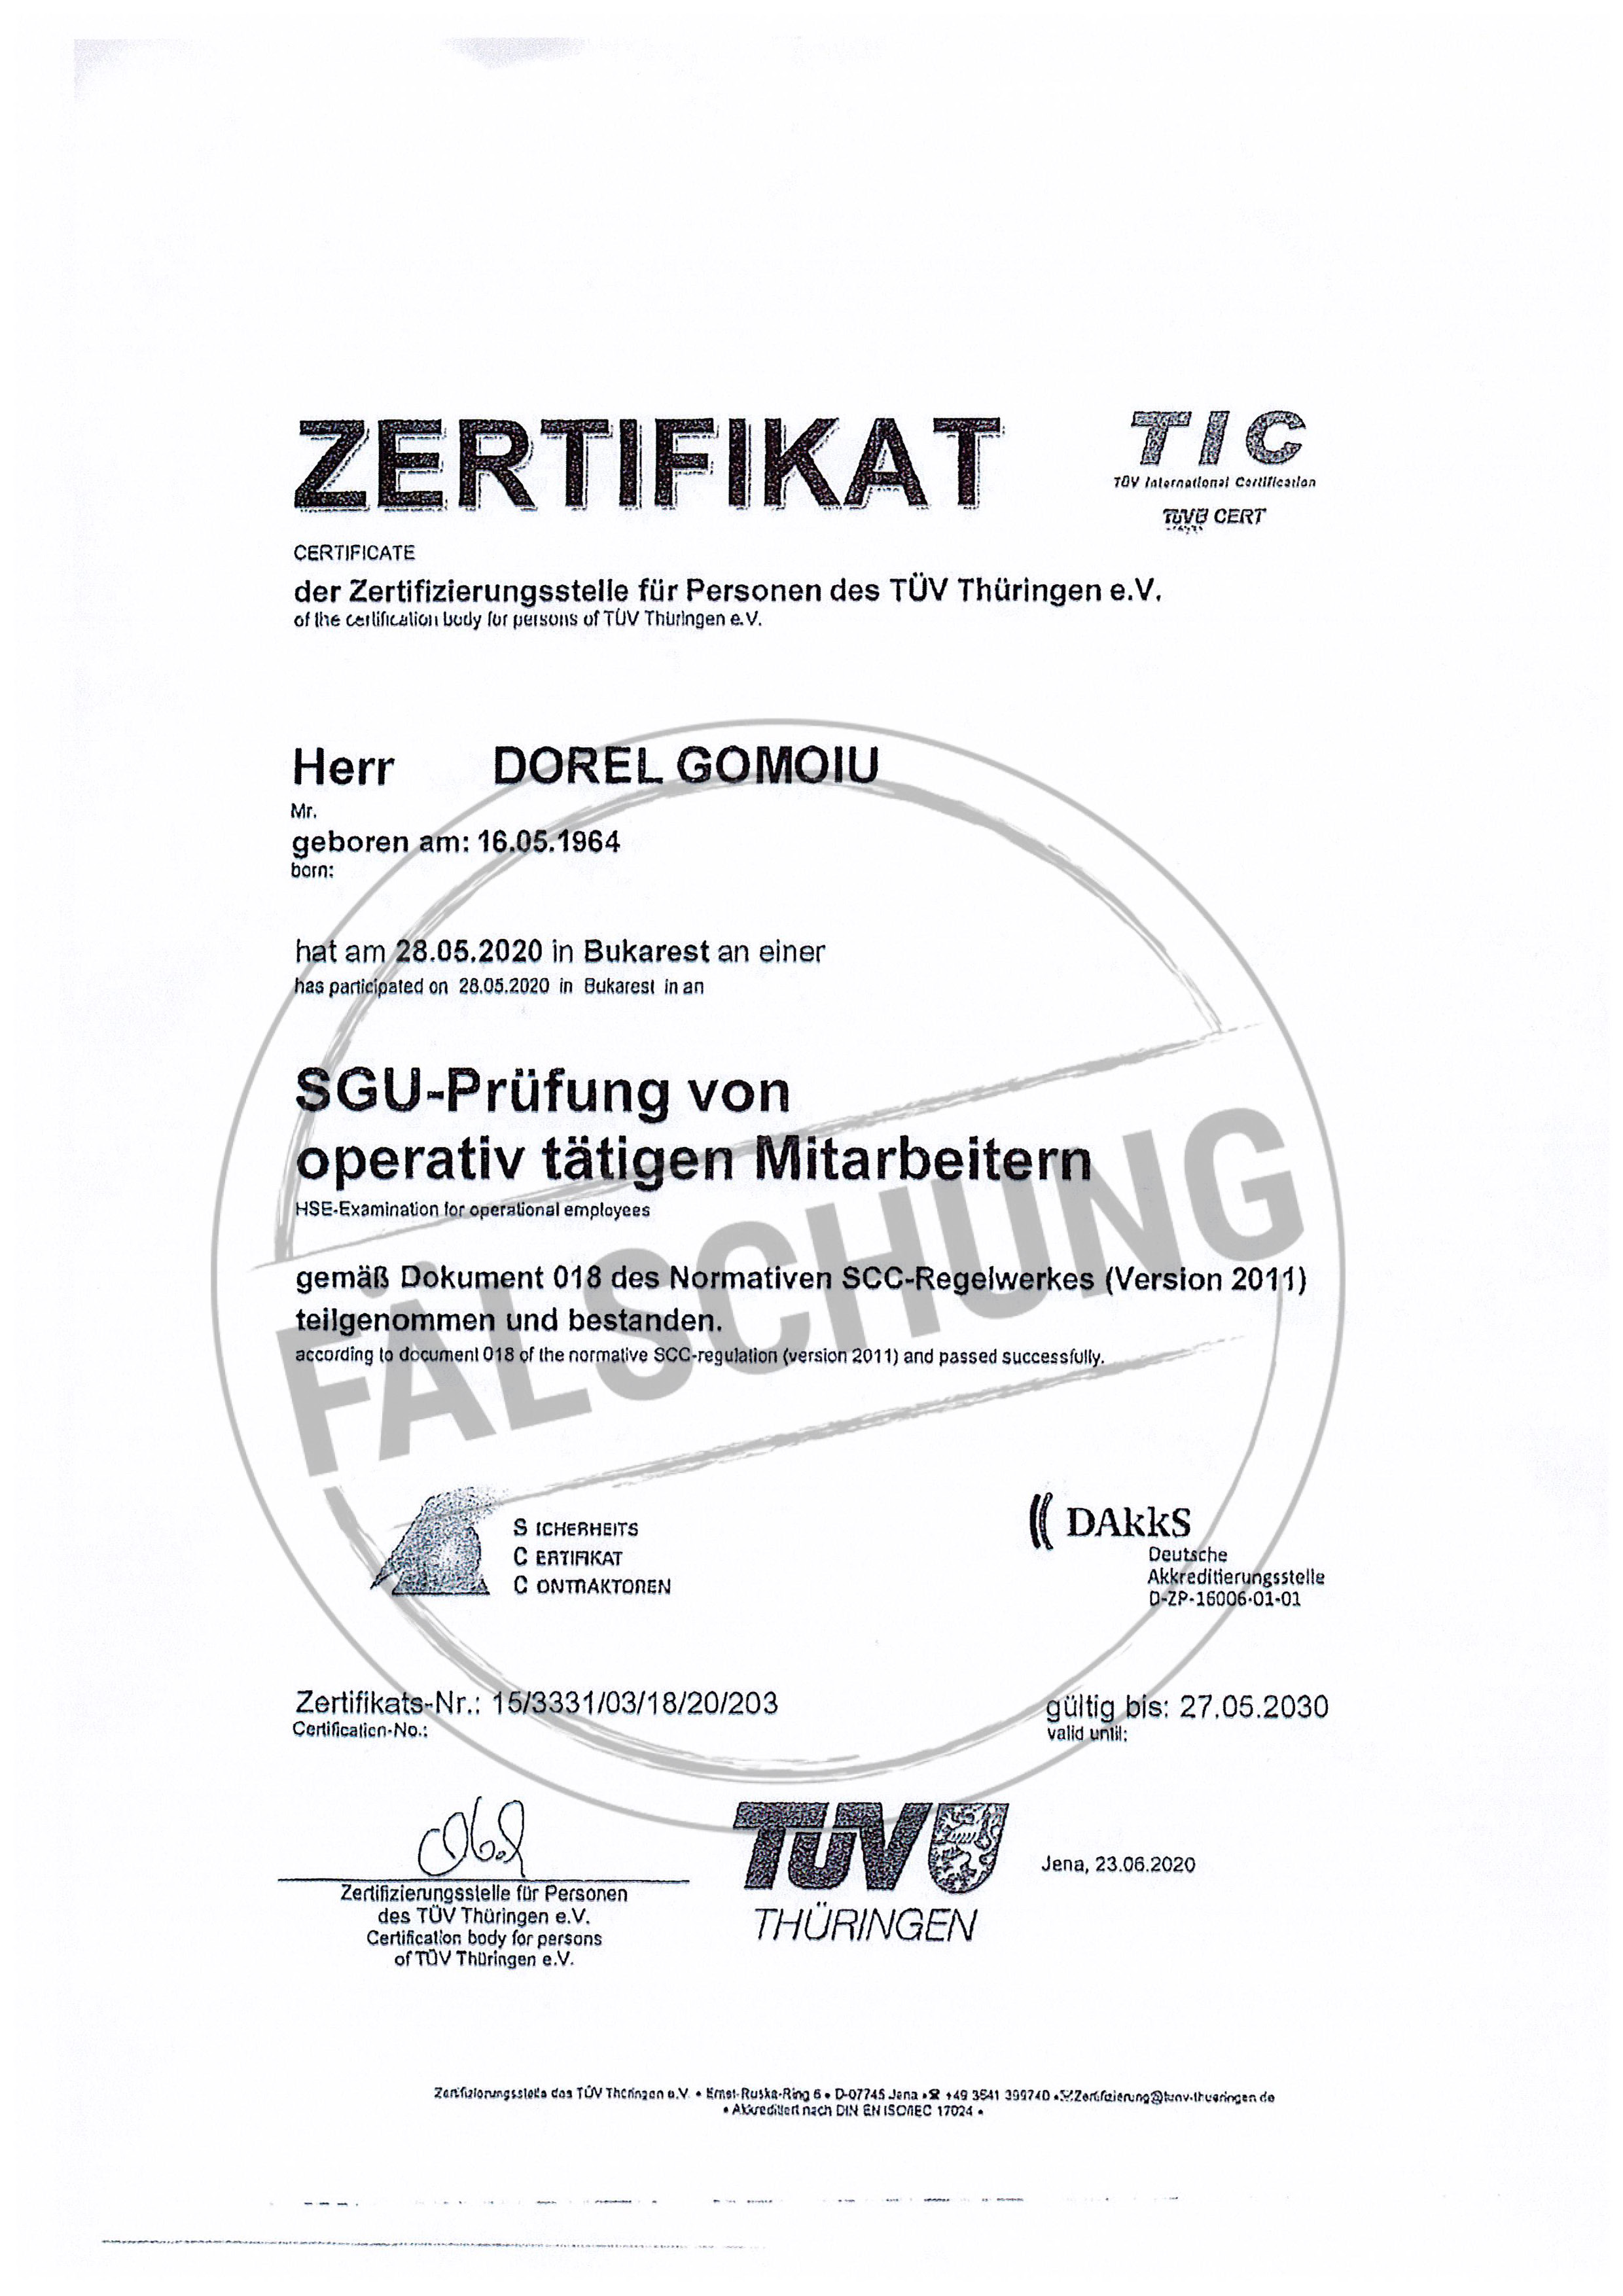 ZERTIFIKAT
TIC
TÜV International Certification
CERT
CERTIFICATE
der Zertifizierungsstelle für Personen des TÜV Thüringen e.V.
of the certification body for persons of TÜV Thüringen e.V.
Herr DOREL GOMOIU
Mr.
geboren am: 16.05.1964
born:
hat am 28.05.2020 in Bukarest an einer
has participated on 28.05.2020 in Bukarest in an
SGU-Prüfung von
operativ tätigen Mitarbeitern
HSE-Examination for operational employees
gemäß Dokument 018 des Normativen SCC-Regelwerkes (Version 2011)
teilgenommen und bestanden.
according to document 018 of the normative SCC-regulation (version 2011) and passed successfully.
FÄLSCHUNG
SICHERHEITS
CERTIFIKAT
CONTRAKTOREN
DAkkS
Deutsche
Akkreditierungsstelle
D-ZP-16006-01-01
Zertifikats-Nr.: 15/3331/03/18/20/203
Certification-No.:
gültig bis: 27.05.2030
valid until:
Zertifizierungsstelle für Personen
des TÜV Thüringen e.V.
Certification body for persons
of TÜV Thüringen e.V.
TÜV
THÜRINGEN
Jena, 23.06.2020
Zertifizierungsstelle des TÜV Thüringen e.V. • Ernst-Ruska-Ring 6 • D-07745 Jena • ☎ +49 3641 399740 • Zertifizierung@tuev-thueringen.de
• Akkreditiert nach DIN EN ISO/IEC 17024 •